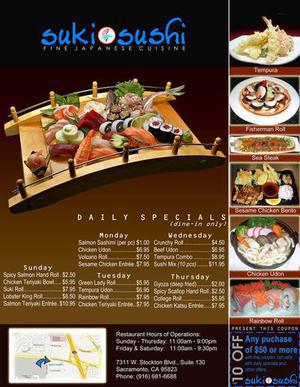 suki sushi
FINE JAPANESE CUISINE
Tempura
Fisherman Roll
Sea Steak
Sesame Chicken Bento
Chicken Udon
Rainbow Roll
DAILY SPECIALS
(dine-in only)
Sunday
Spicy Salmon Hand Roll. $2.50
Chicken Teriyaki Bowl...$5.95
Suki Roll $7.95
Lobster King Roll $8.50
Salmon Teriyaki Entrée.$10.95
Monday
Salmon Sashimi (per pc) $1.00
Chicken Udon $6.95
Volcano Roll $7.50
Sesame Chicken Entrée $7.95
Tuesday
Green Lady Roll $5.95
Tempura Udon $6.95
Rainbow Roll $7.95
Chicken Teriyaki Entrée $7.95
Wednesday
Crunchy Roll $4.50
Beef Udon $6.95
Tempura Combo $8.95
Sushi Mix (10 pcs) $11.95
Thursday
Gyoza (deep fried) $2.50
Spicy Scallop Hand Roll. $2.50
College Roll $5.95
Chicken Katsu Entrée $7.95
Restaurant Hours of Operations:
Sunday - Thursday: 11:00am - 9:00pm
Friday & Saturday: 11:00am - 9:30pm
7311 W. Stockton Blvd., Suite 130
Sacramento, CA 95823
Phone: (916) 681-6688
PRESENT THIS COUPON
$10 OFF
Any purchase
of $50 or more
suki sushi